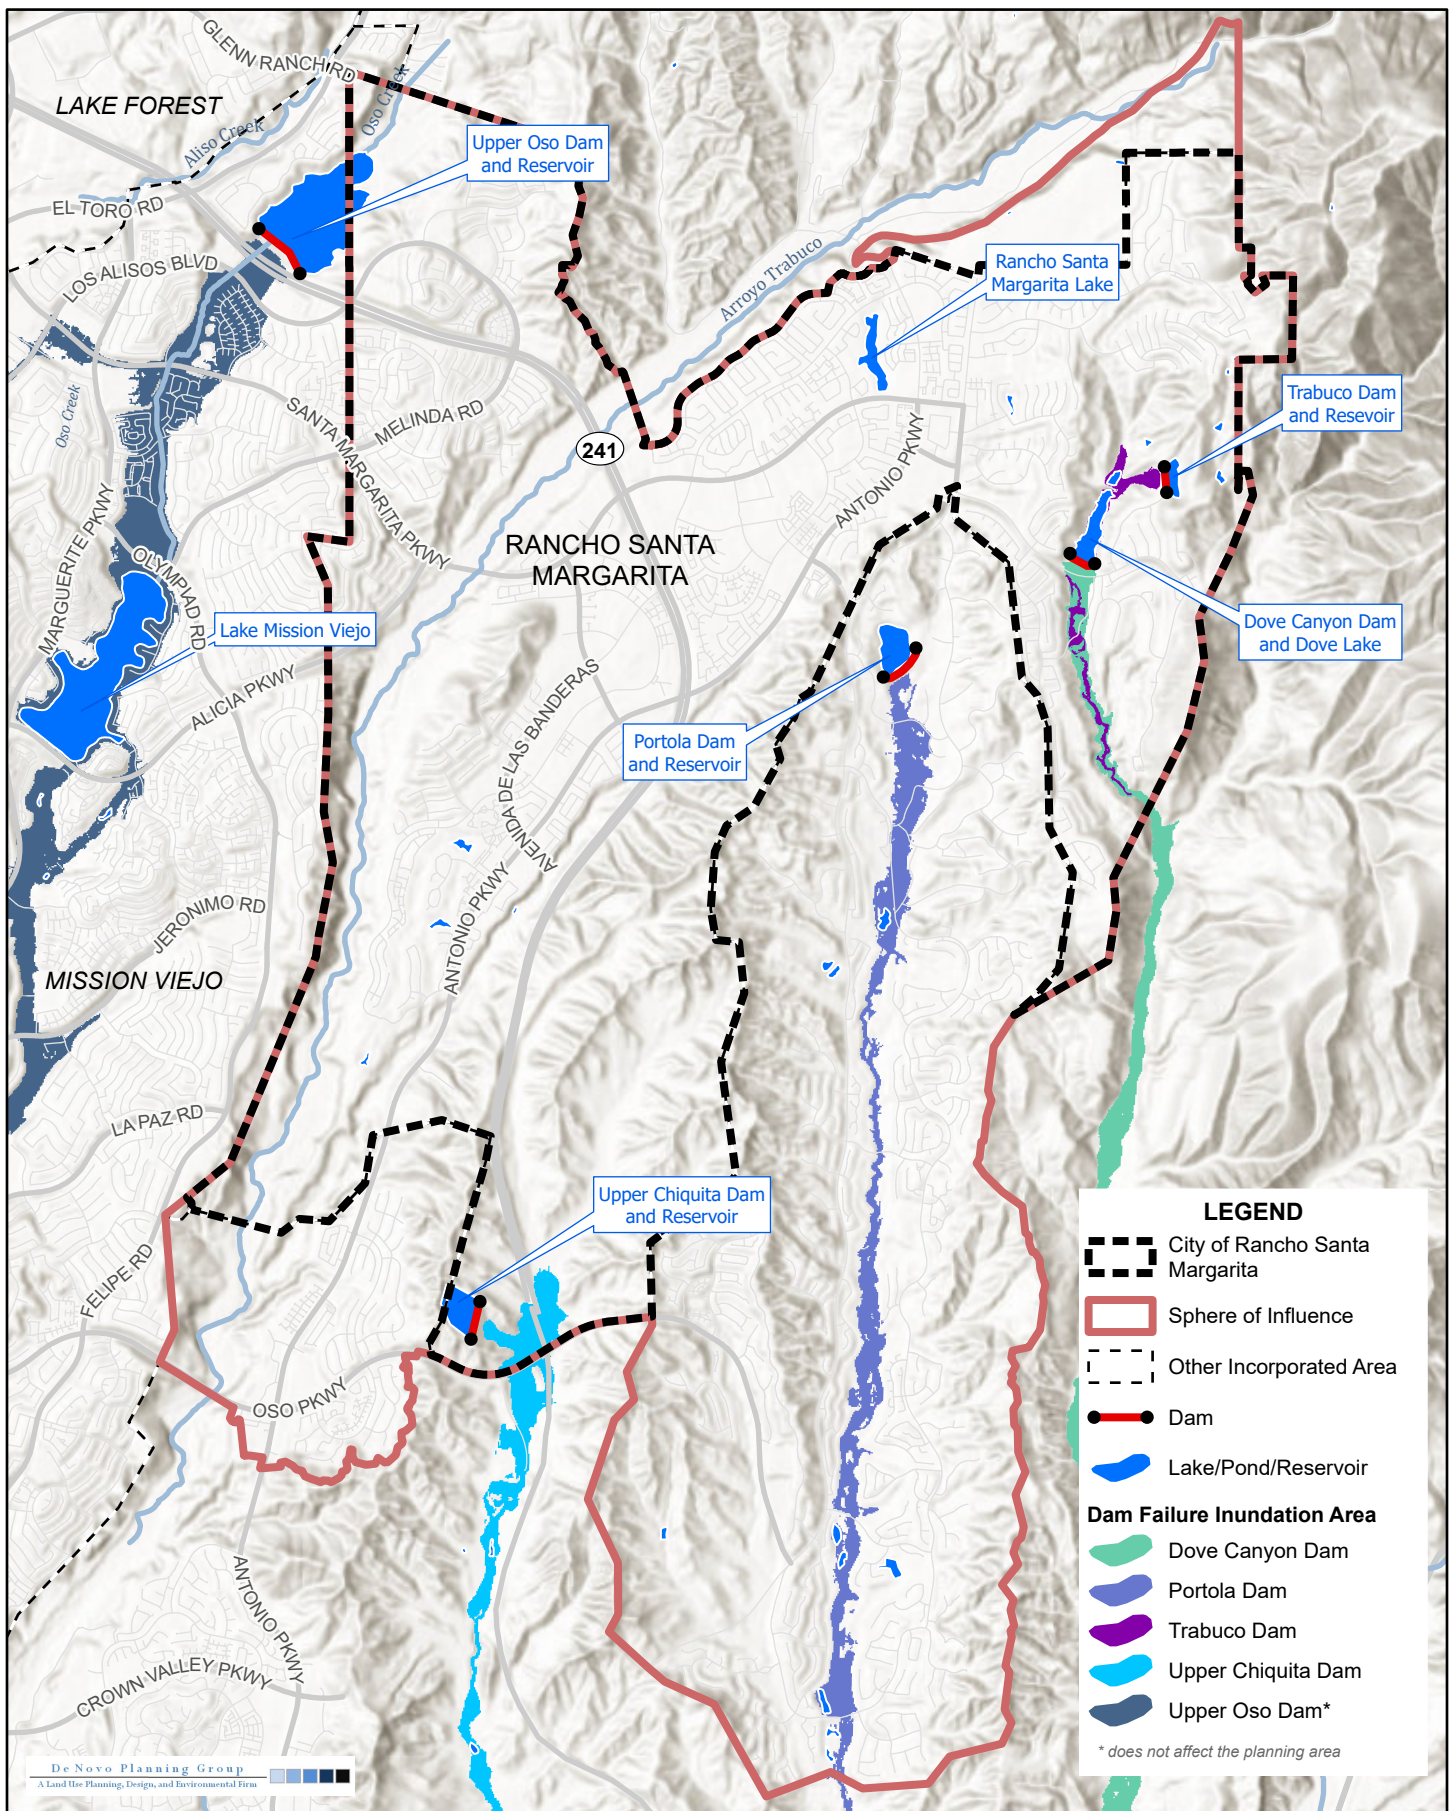 GLENN RANCH RD
LAKE FOREST
Oso Creek
Aliso Creek
Upper Oso Dam
and Reservoir
EL TORO RD
LOS ALISOS BLVD
Arroyo Trabuco
Rancho Santa
Margarita Lake
Oso Creek
SANTA MARGARITA PKWY
MELINDA RD
241
Trabuco Dam
and Resevoir
ANTONIO PKWY
MARGUERITE PKWY
OLYMPIAD RD
RANCHO SANTA
MARGARITA
Lake Mission Viejo
Dove Canyon Dam
and Dove Lake
ALICIA PKWY
AVENIDA DE LAS BANDERAS
Portola Dam
and Reservoir
JERONIMO RD
ANTONIO PKWY
MISSION VIEJO
LA PAZ RD
Upper Chiquita Dam
and Reservoir
FELIPE RD
OSO PKWY
ANTONIO PKWY
CROWN VALLEY PKWY
LEGEND
City of Rancho Santa
Margarita
Sphere of Influence
Other Incorporated Area
Dam
Lake/Pond/Reservoir
Dam Failure Inundation Area
Dove Canyon Dam
Portola Dam
Trabuco Dam
Upper Chiquita Dam
Upper Oso Dam*
* does not affect the planning area
De Novo Planning Group
A Land Use Planning, Design, and Environmental Firm